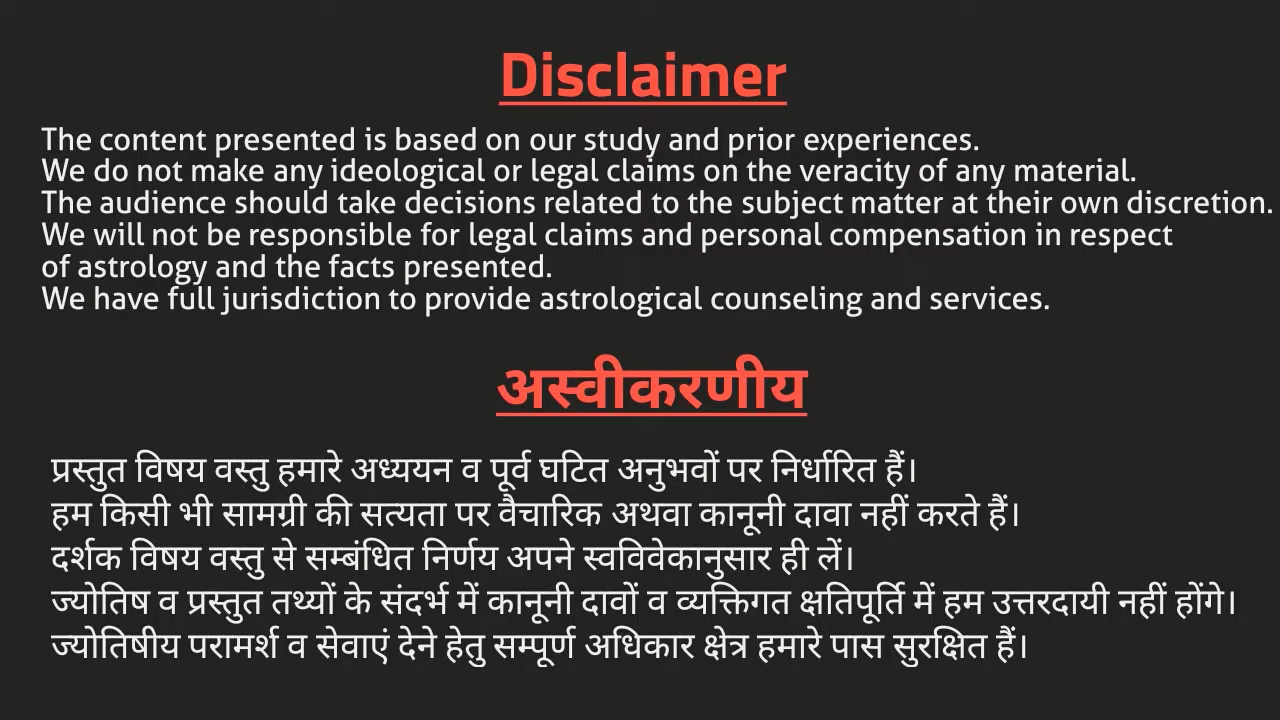 Disclaimer
The content presented is based on our study and prior experiences.
We do not make any ideological or legal claims on the veracity of any material.
The audience should take decisions related to the subject matter at their own discretion.
We will not be responsible for legal claims and personal compensation in respect
of astrology and the facts presented.
We have full jurisdiction to provide astrological counseling and services.
अस्वीकरणीय
प्रस्तुत विषय वस्तु हमारे अध्ययन व पूर्व घटित अनुभवों पर निर्धारित हैं।
हम किसी भी सामग्री की सत्यता पर वैचारिक अथवा कानूनी दावा नहीं करते हैं।
दर्शक विषय वस्तु से सम्बंधित निर्णय अपने स्वविवेकानुसार ही लें।
ज्योतिष व प्रस्तुत तथ्यों के संदर्भ में कानूनी दावों व व्यक्तिगत क्षतिपूर्ति में हम उत्तरदायी नहीं होंगे।
ज्योतिषीय परामर्श व सेवाएं देने हेतु सम्पूर्ण अधिकार क्षेत्र हमारे पास सुरक्षित हैं।